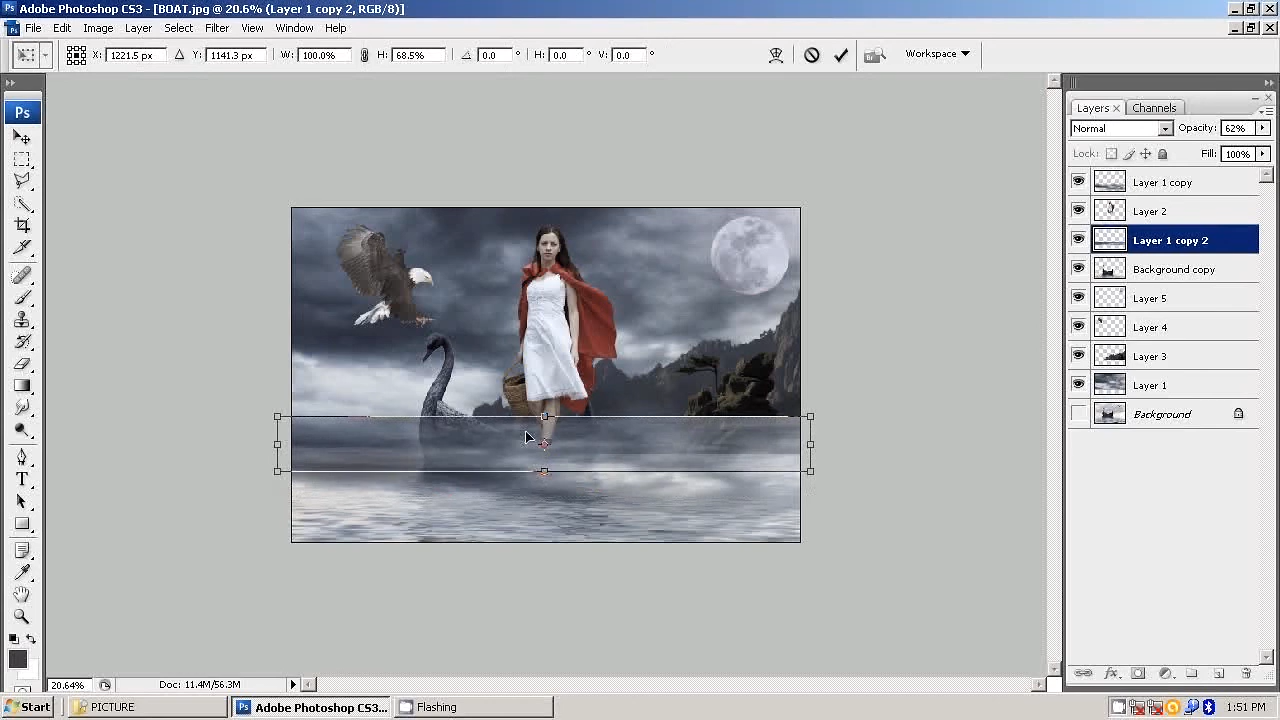 Adobe Photoshop CS3 - [BOAT.jpg @ 20.6% (Layer 1 copy 2, RGB/8)]
File Edit Image Layer Select Filter View Window Help
X: 1221.5 px Y: 1141.3 px W: 100.0% H: 68.5% 0.0 ° H: 0.0 ° V: 0.0 ° Workspace
Ps
Layers Channels
Normal Opacity: 62%
Lock: Fill: 100%
Layer 1 copy
Layer 2
Layer 1 copy 2
Background copy
Layer 5
Layer 4
Layer 3
Layer 1
Background
T
20.64% Doc: 11.4M/56.3M
fx
Start PICTURE Ps Adobe Photoshop CS3... Flashing 1:51 PM